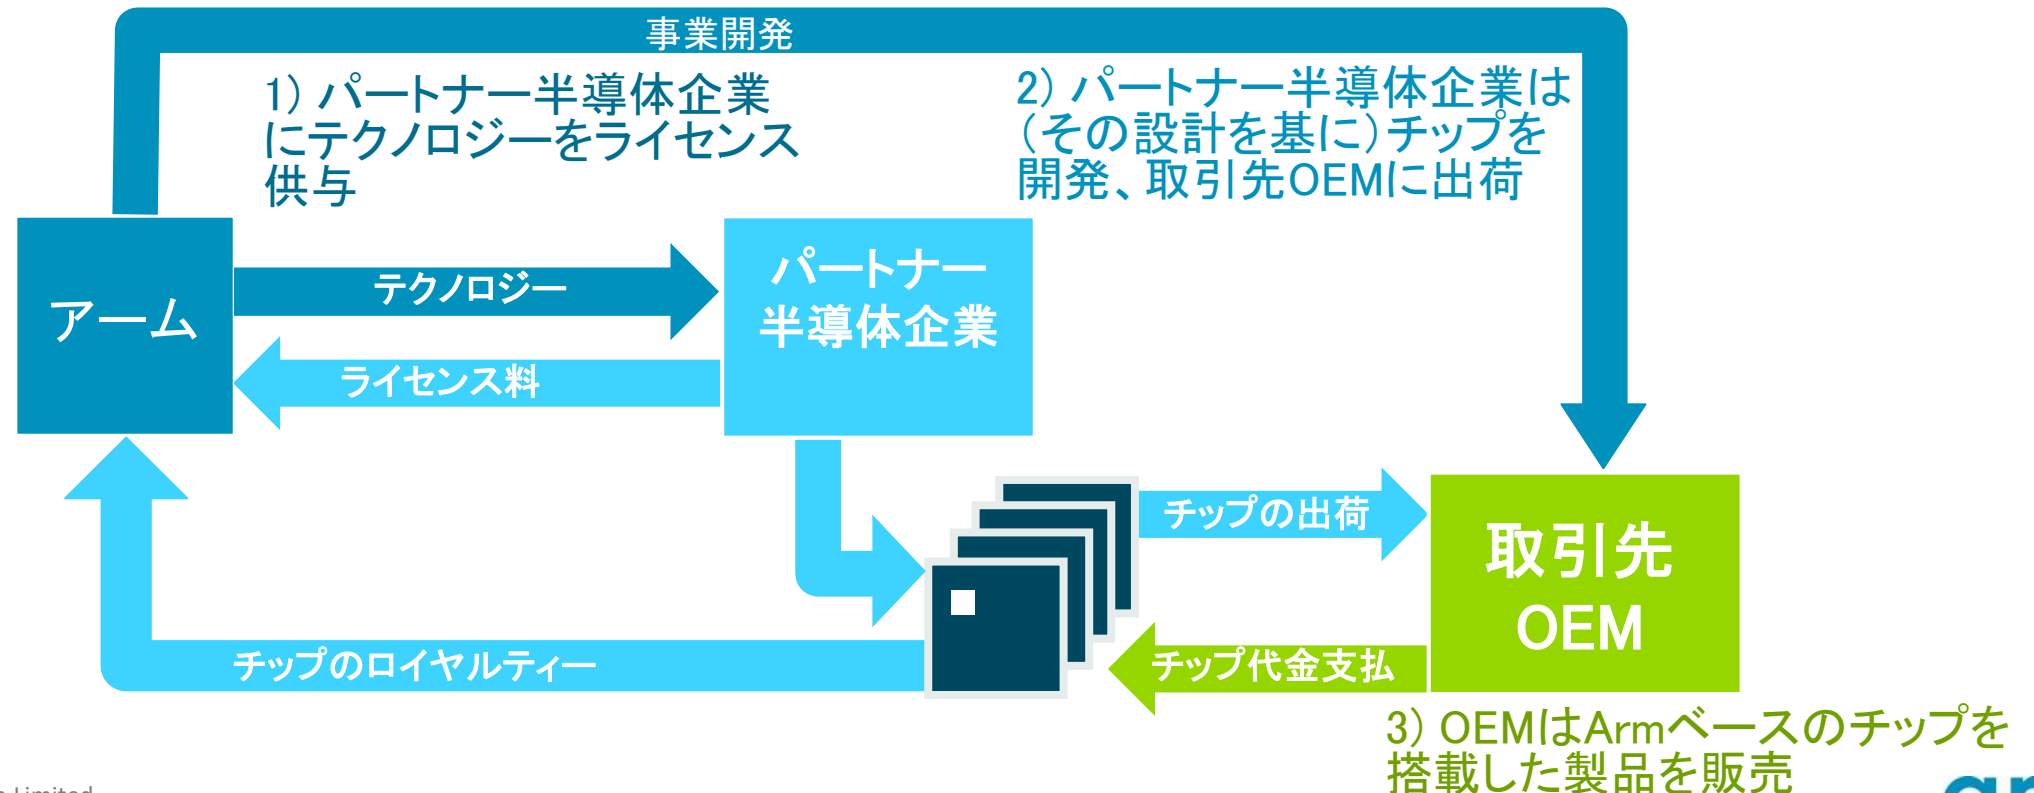 事業開発
1) パートナー半導体企業
にテクノロジーをライセンス
供与
2) パートナー半導体企業は
（その設計を基に）チップを
開発、取引先OEMに出荷
アーム
テクノロジー
ライセンス料
パートナー
半導体企業
チップの出荷
取引先
OEM
チップのロイヤルティー
チップ代金支払
3) OEMはArmベースのチップを
搭載した製品を販売
Limited